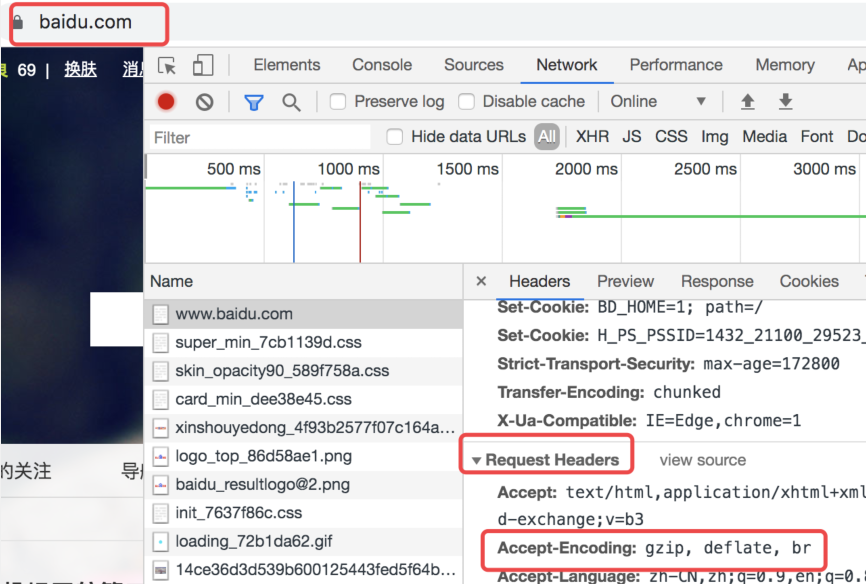 baidu.com
69 | 换肤 消息
Elements Console Sources Network Performance Memory Ap
Preserve log Disable cache Online
Filter Hide data URLs All XHR JS CSS Img Media Font Do
500 ms 1000 ms 1500 ms 2000 ms 2500 ms 3000 ms
Name
www.baidu.com
super_min_7cb1139d.css
skin_opacity90_589f758a.css
card_min_dee38e45.css
xinshouyedong_4f93b2577f07c164a…
logo_top_86d58ae1.png
baidu_resultlogo@2.png
init_7637f86c.css
loading_72b1da62.gif
14ce36d3d539b600125443fed5f64b…
的关注 导航
× Headers Preview Response Cookies
Set-Cookie: BD_HOME=1; path=/
Set-Cookie: H_PS_PSSID=1432_21100_29523_
Strict-Transport-Security: max-age=172800
Transfer-Encoding: chunked
X-Ua-Compatible: IE=Edge,chrome=1
Request Headers view source
Accept: text/html,application/xhtml+xml
d-exchange;v=b3
Accept-Encoding: gzip, deflate, br
Accept-Language: zh-CN,zh;q=0.9,en;q=0.8